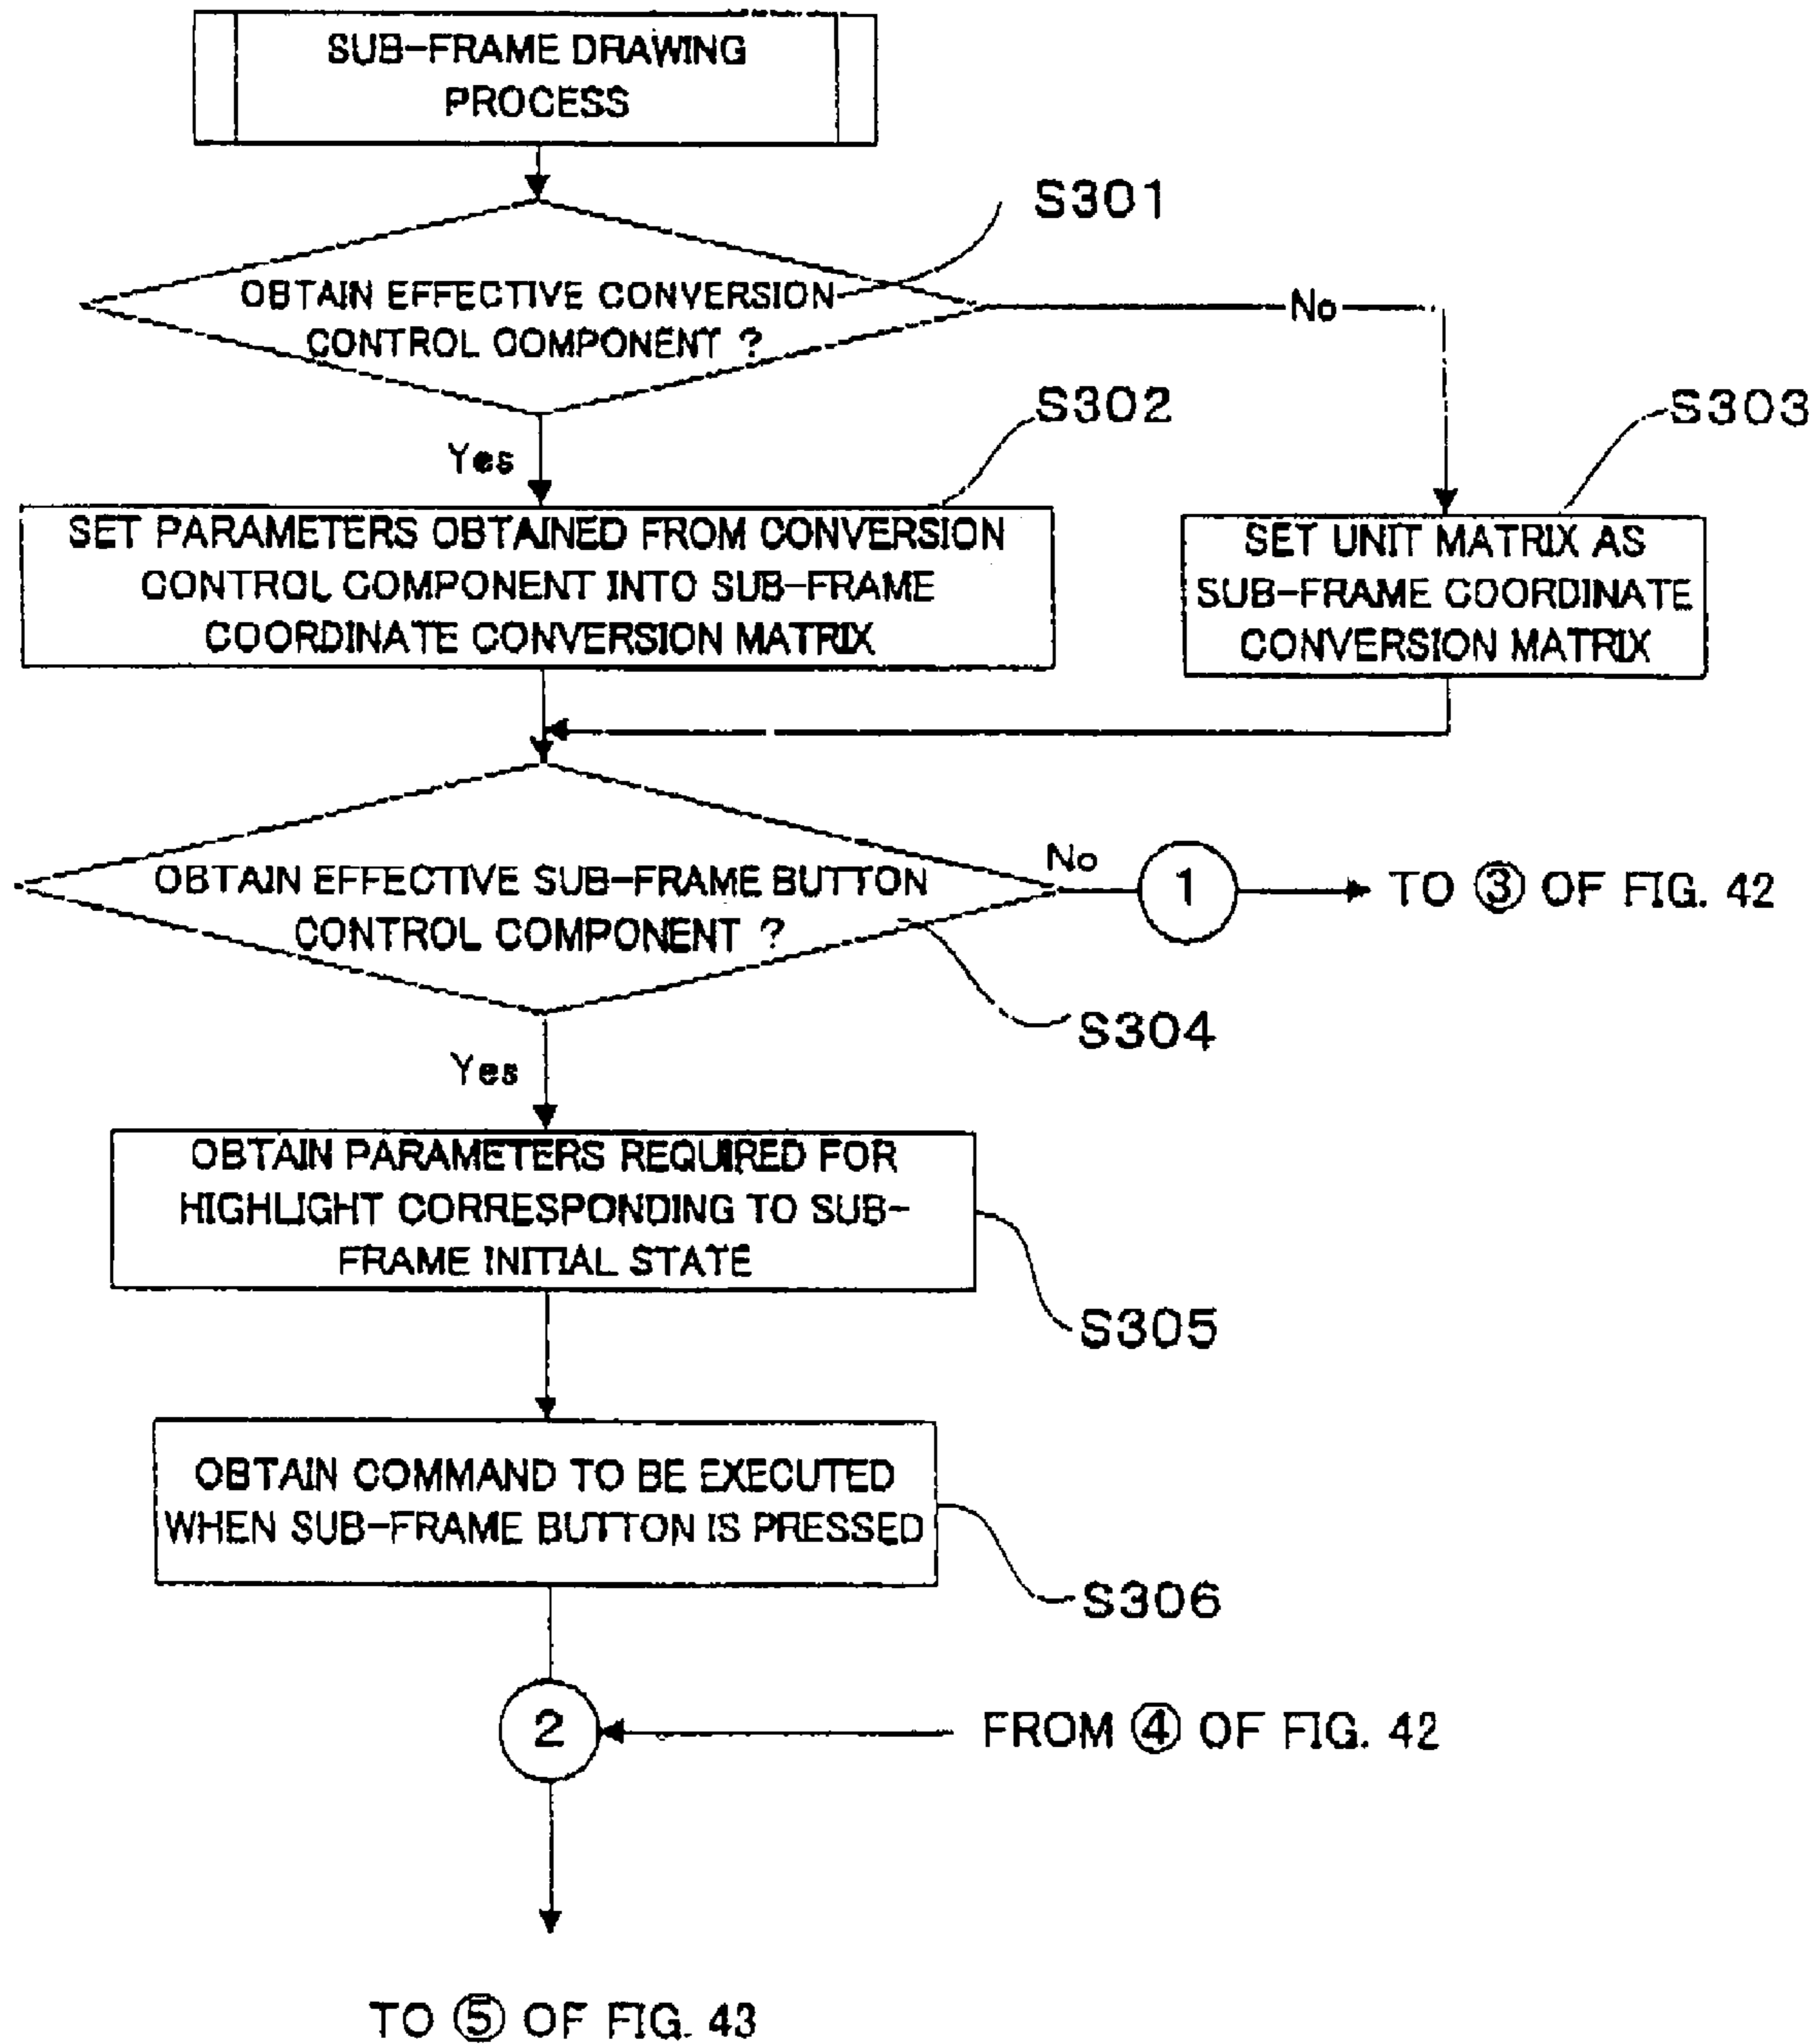 SUB-FRAME DRAWING
PROCESS
S301
OBTAIN EFFECTIVE CONVERSION
CONTROL COMPONENT ?
No
Yes
S302
S303
SET PARAMETERS OBTAINED FROM CONVERSION
CONTROL COMPONENT INTO SUB-FRAME
COORDINATE CONVERSION MATRIX
SET UNIT MATRIX AS
SUB-FRAME COORDINATE
CONVERSION MATRIX
OBTAIN EFFECTIVE SUB-FRAME BUTTON
CONTROL COMPONENT ?
No
1
TO ③ OF FIG. 42
S304
Yes
OBTAIN PARAMETERS REQUIRED FOR
HIGHLIGHT CORRESPONDING TO SUB-
FRAME INITIAL STATE
S305
OBTAIN COMMAND TO BE EXECUTED
WHEN SUB-FRAME BUTTON IS PRESSED
S306
2
FROM ④ OF FIG. 42
TO ⑤ OF FIG. 43